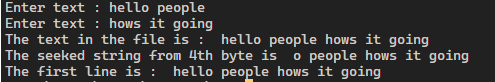 Enter text : hello people
Enter text : hows it going
The text in the file is :  hello people hows it going
The seeked string from 4th byte is  o people hows it going
The first line is :  hello people hows it going